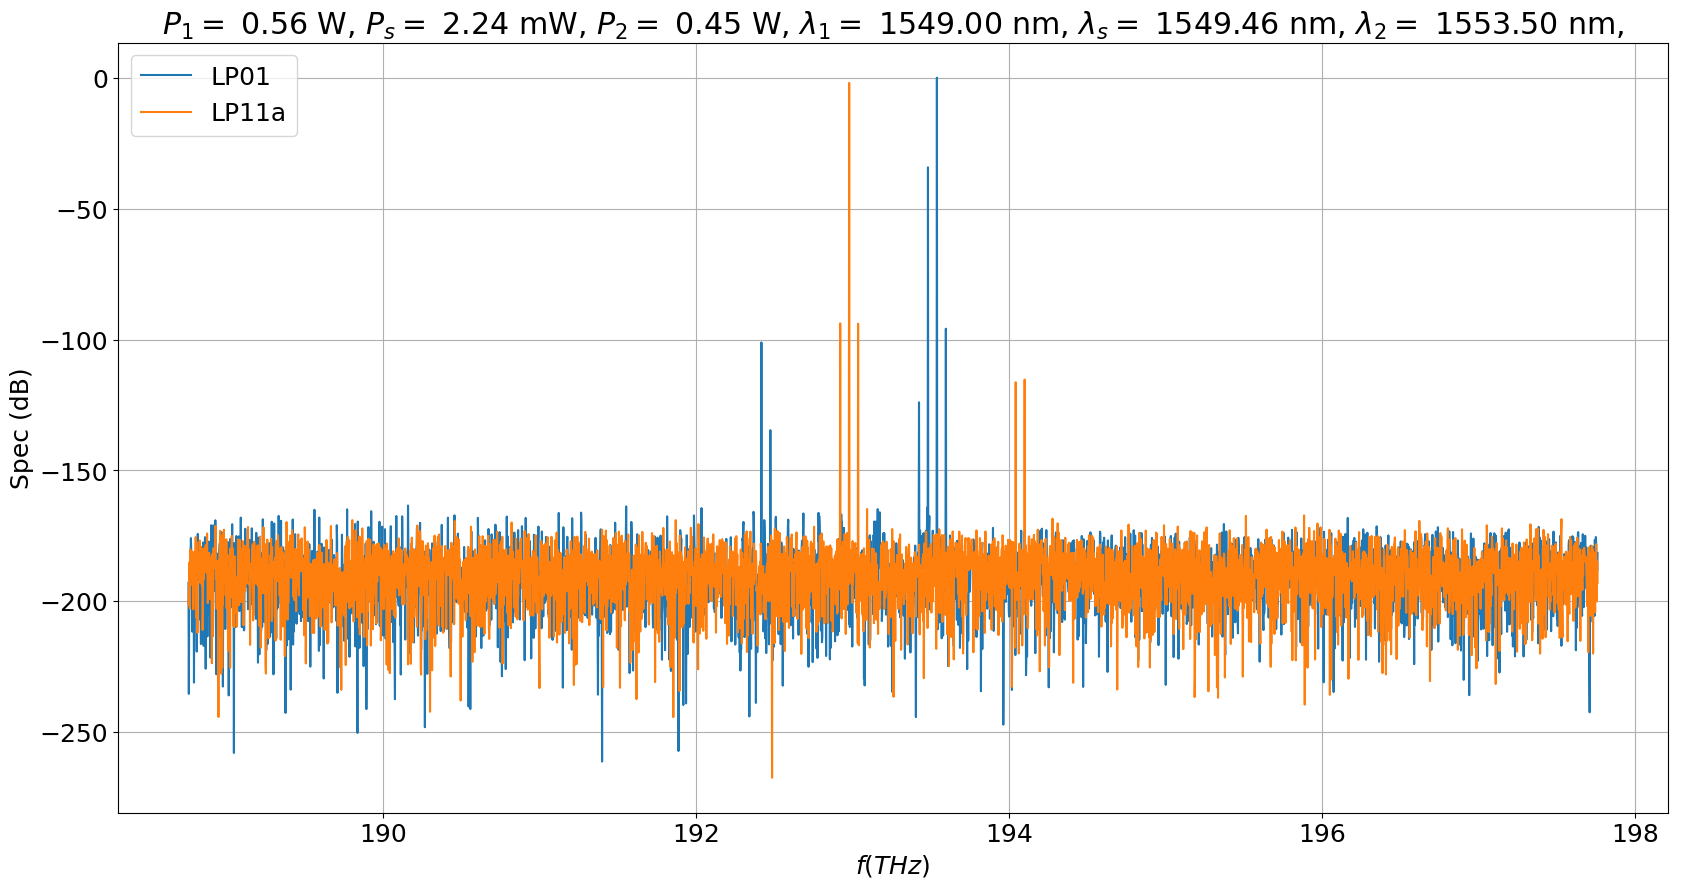 P₁ = 0.56 W, Pₛ = 2.24 mW, P₂ = 0.45 W, λ₁ = 1549.00 nm, λₛ = 1549.46 nm, λ₂ = 1553.50 nm,
LP01
LP11a
0
−50
−100
−150
−200
−250
Spec (dB)
190 192 194 196 198
f(THz)